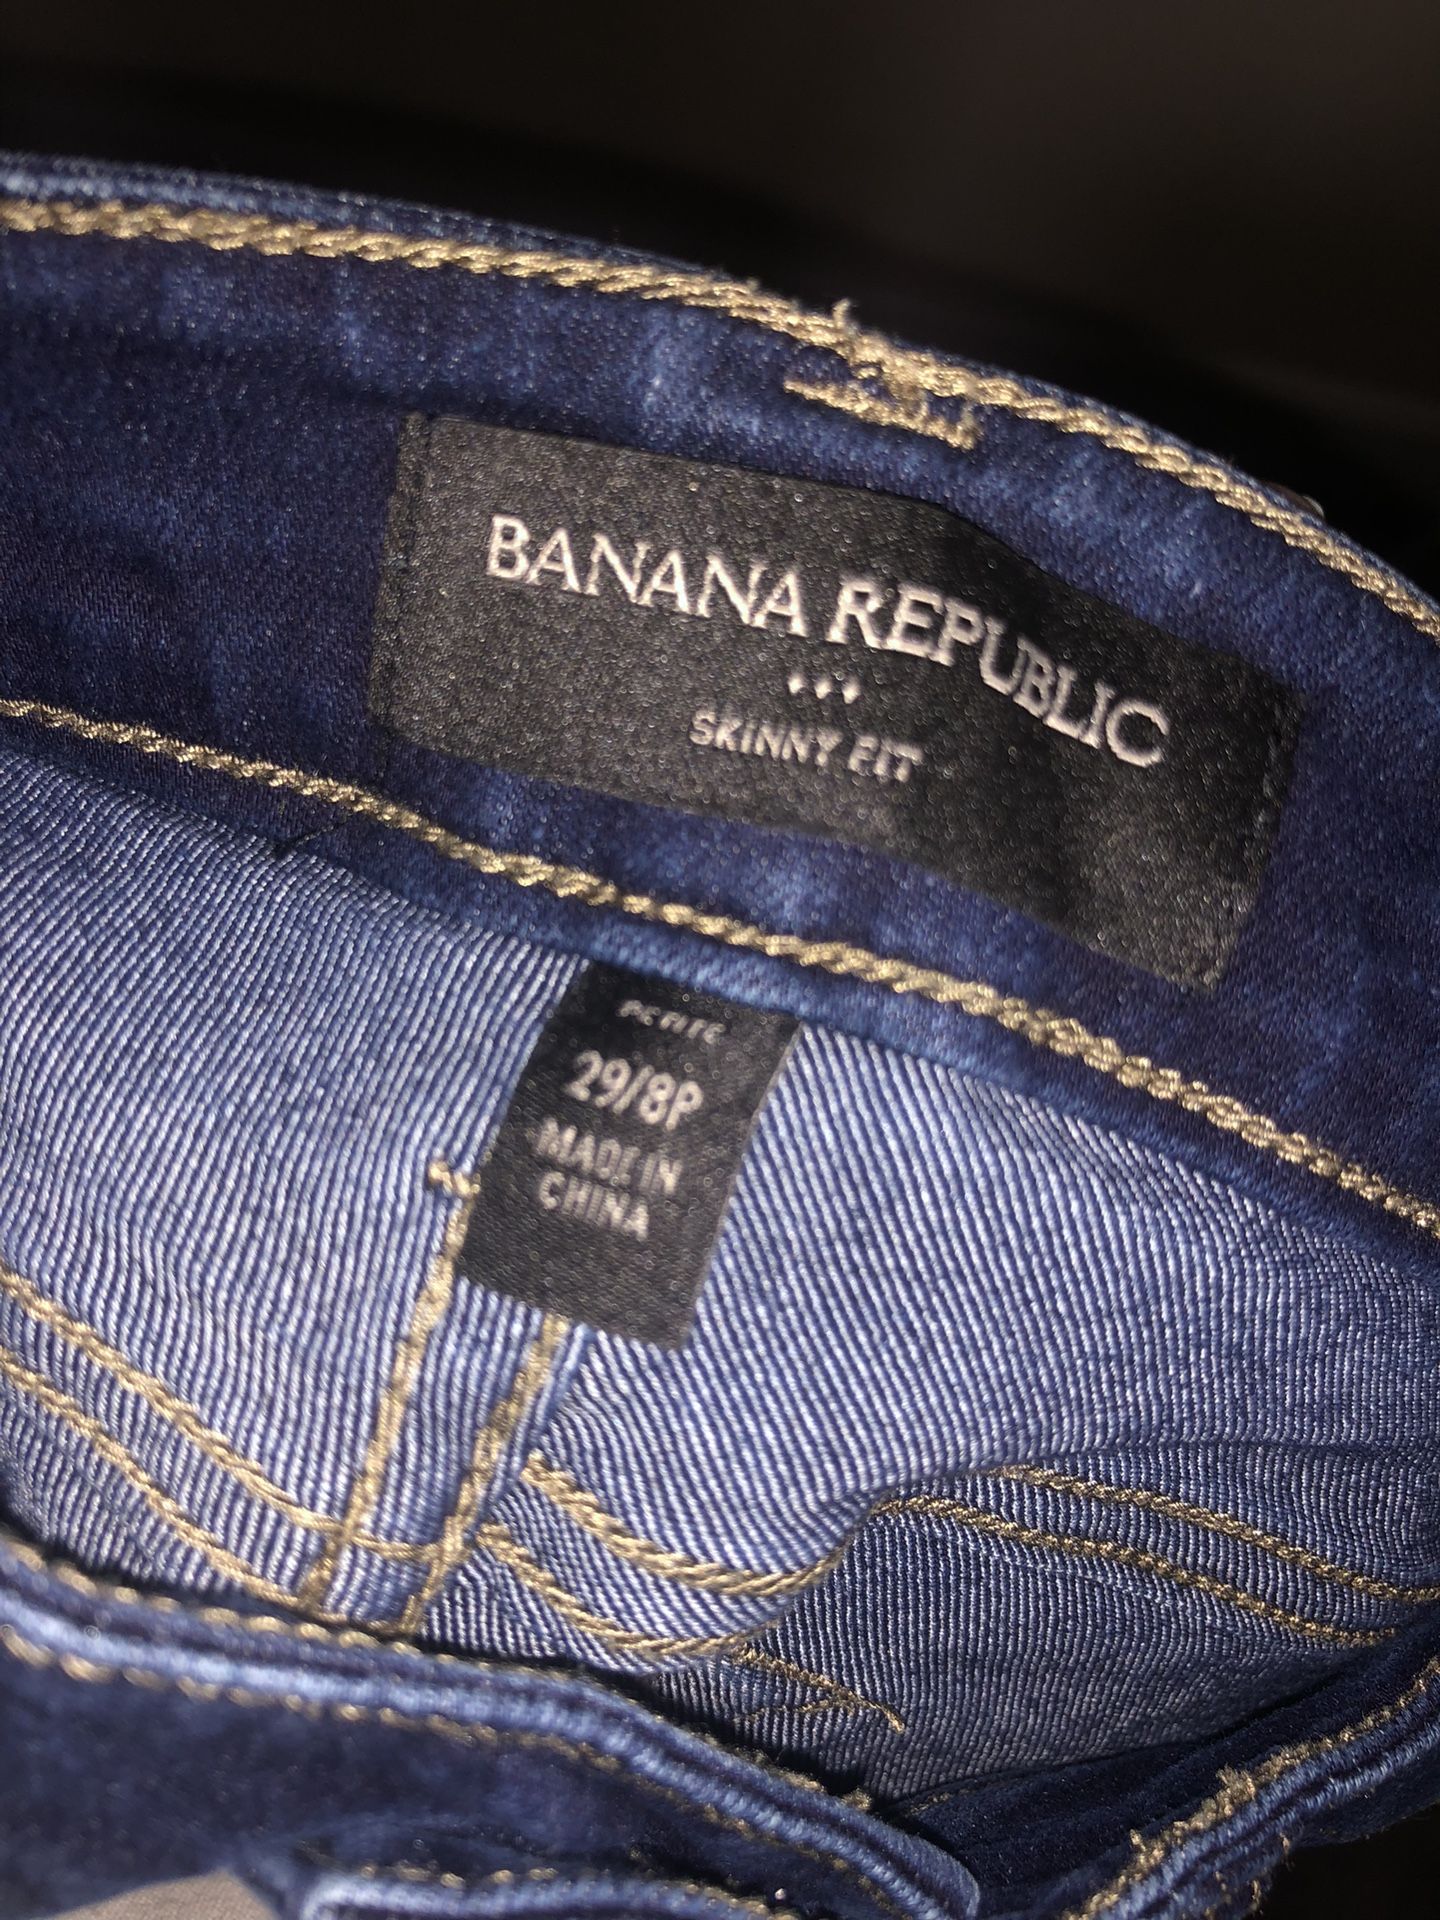 BANANA REPUBLIC
SKINNY FIT
PETITE
29/8P
MADE IN
CHINA